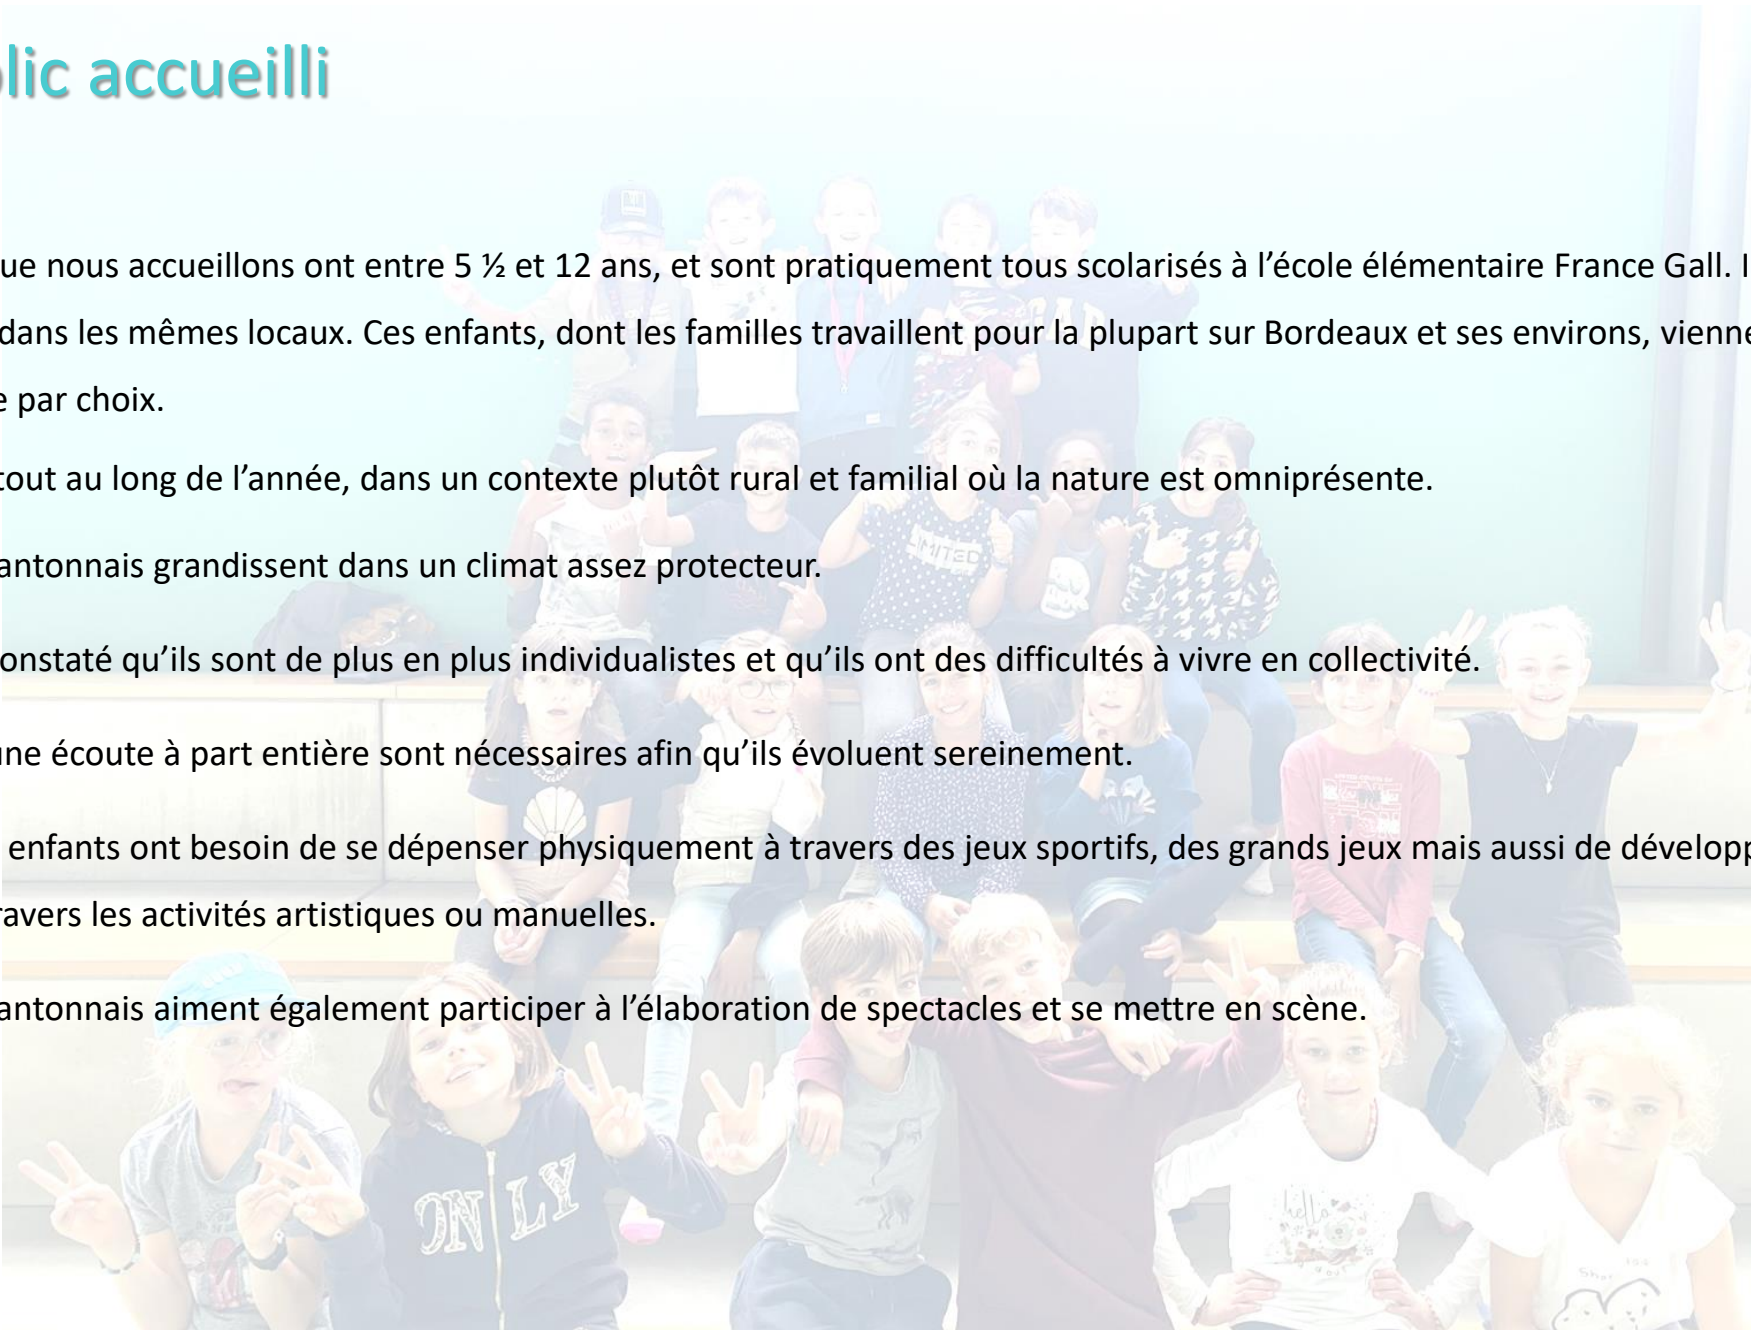 lic accueilli
ue nous accueillons ont entre 5 ½ et 12 ans, et sont pratiquement tous scolarisés à l’école élémentaire France Gall. I
dans les mêmes locaux. Ces enfants, dont les familles travaillent pour la plupart sur Bordeaux et ses environs, vienne
e par choix.
tout au long de l’année, dans un contexte plutôt rural et familial où la nature est omniprésente.
antonnais grandissent dans un climat assez protecteur.
LIMITED
onstaté qu’ils sont de plus en plus individualistes et qu’ils ont des difficultés à vivre en collectivité.
une écoute à part entière sont nécessaires afin qu’ils évoluent sereinement.
enfants ont besoin de se dépenser physiquement à travers des jeux sportifs, des grands jeux mais aussi de développ
ravers les activités artistiques ou manuelles.
antonnais aiment également participer à l’élaboration de spectacles et se mettre en scène.
ONLY
hello